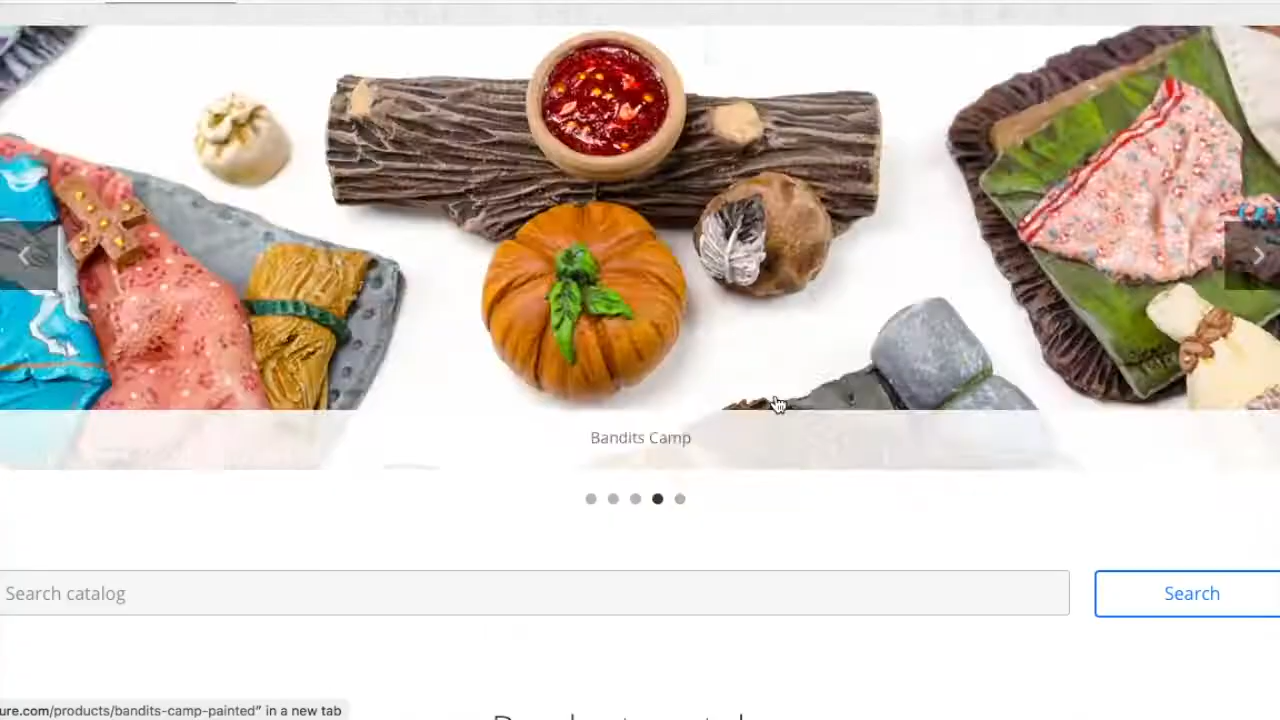 Bandits Camp
Search catalog
Search
ure.com/products/bandits-camp-painted” in a new tab